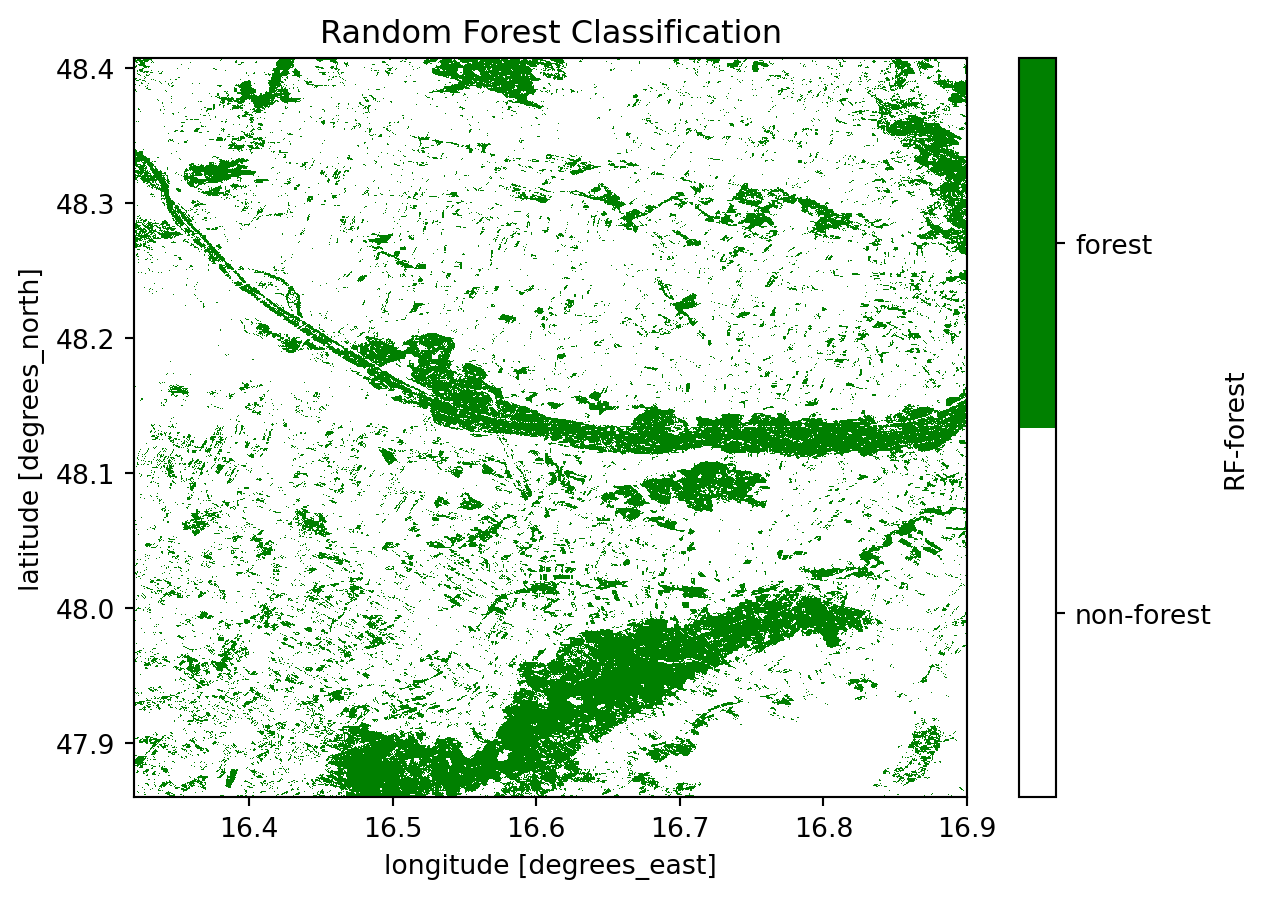 Random Forest Classification
48.4
48.3
48.2
48.1
48.0
47.9
latitude [degrees_north]
16.4 16.5 16.6 16.7 16.8 16.9
longitude [degrees_east]
forest
non-forest
RF-forest